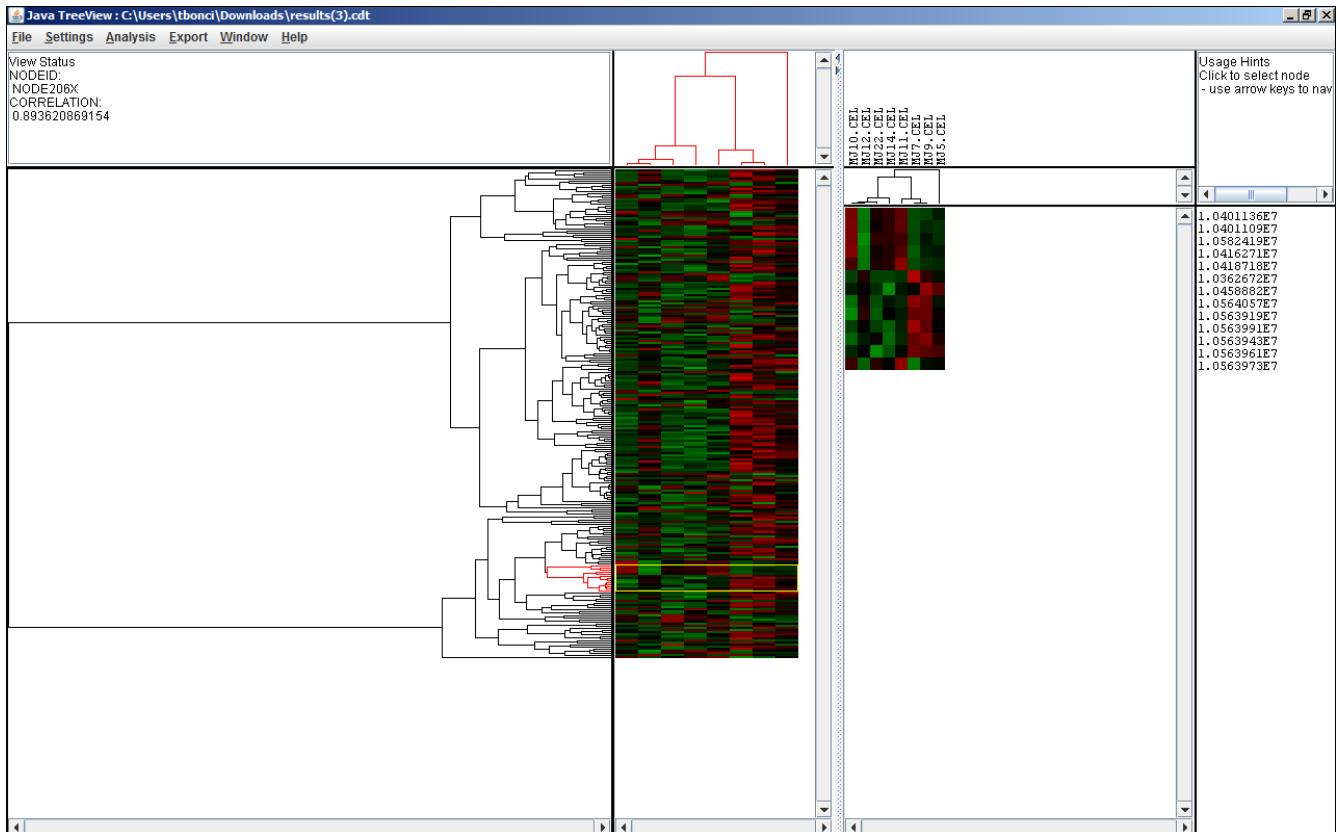 Java TreeView : C:\Users\tbonci\Downloads\results(3).cdt
File Settings Analysis Export Window Help
View Status
NODEID:
NODE206X
CORRELATION:
0.893620869154
MJ10.CEL
MJ12.CEL
MJ22.CEL
MJ14.CEL
MJ11.CEL
MJ7.CEL
MJ9.CEL
MJ5.CEL
Usage Hints
Click to select node
- use arrow keys to nav
1.0401136E7
1.0401109E7
1.0582419E7
1.0416271E7
1.0418718E7
1.0362672E7
1.0458882E7
1.0564057E7
1.0563919E7
1.0563991E7
1.0563943E7
1.0563961E7
1.0563973E7